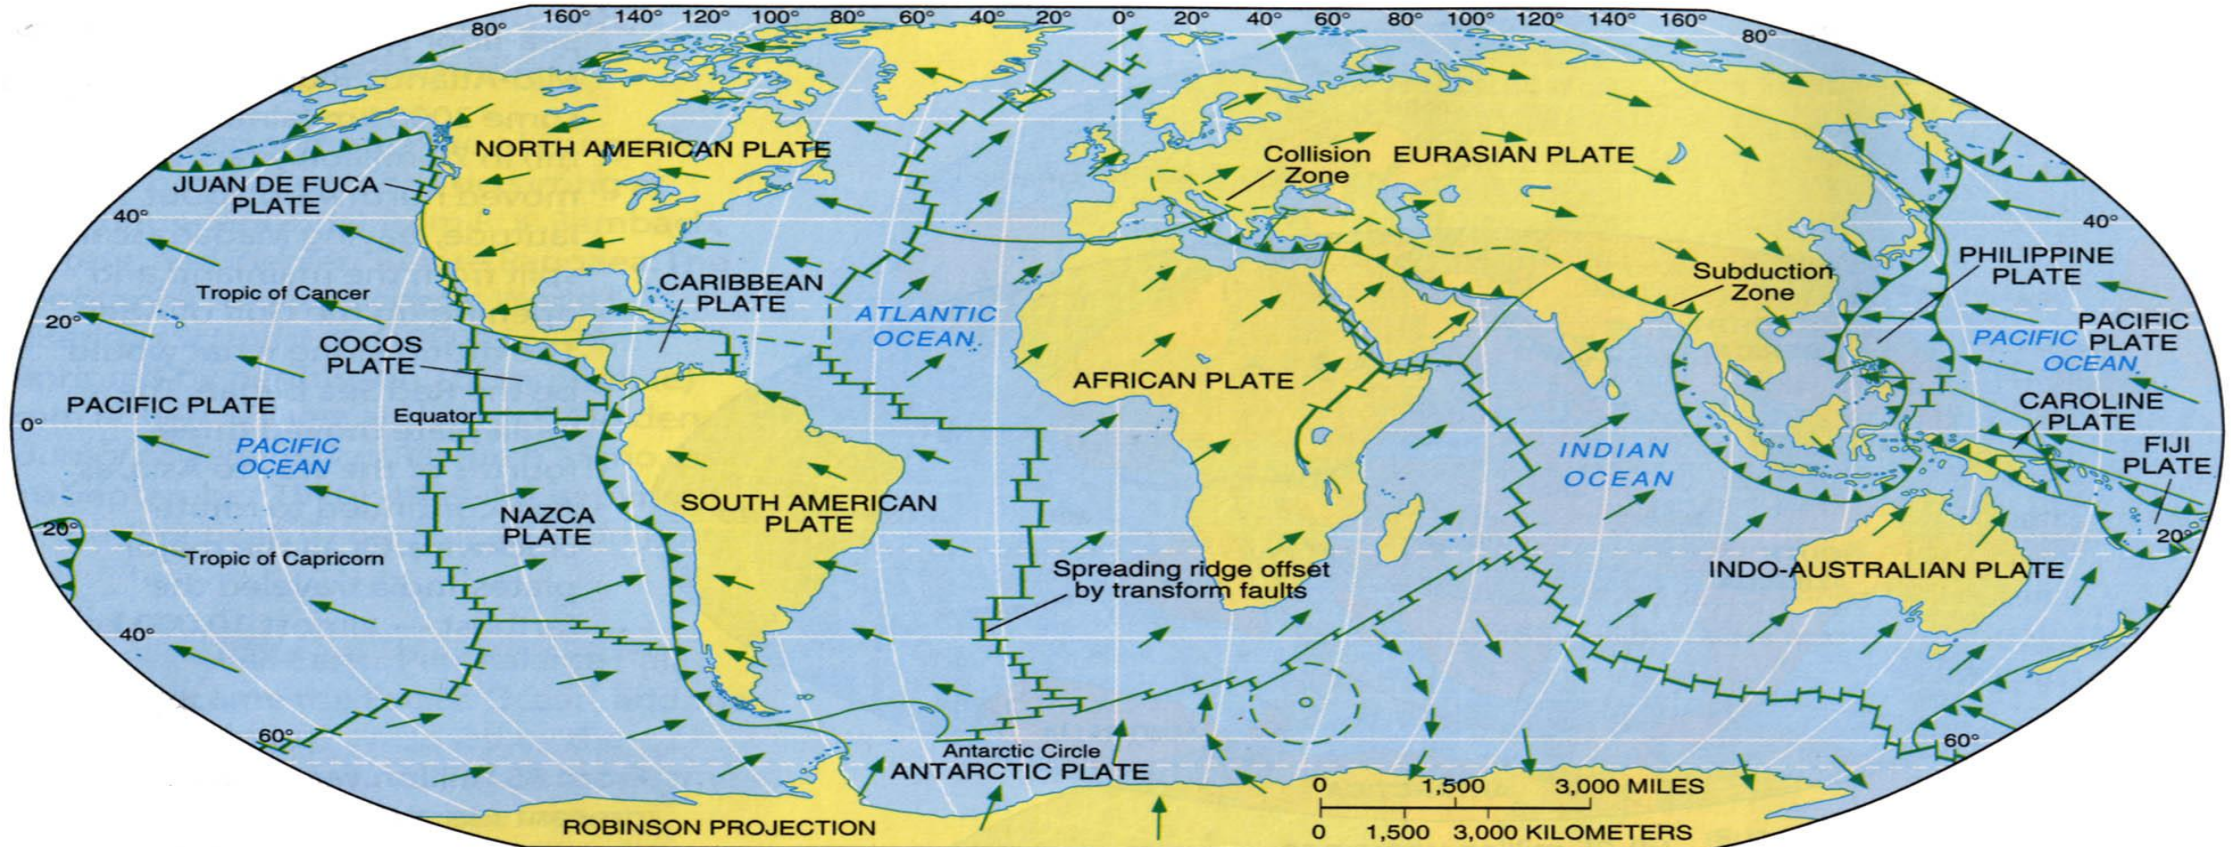 160° 140° 120° 100° 80° 60° 40° 20° 0° 20° 40° 60° 80° 100° 120° 140° 160°
80° 80°
NORTH AMERICAN PLATE
Collision
Zone
EURASIAN PLATE
JUAN DE FUCA
PLATE
40° 40°
PHILIPPINE
PLATE
Subduction
Zone
CARIBBEAN
PLATE
Tropic of Cancer
ATLANTIC
OCEAN
20°
PACIFIC
PLATE
PACIFIC
OCEAN
COCOS
PLATE
AFRICAN PLATE
PACIFIC PLATE
Equator
CAROLINE
PLATE
0° 0°
PACIFIC
OCEAN
INDIAN
OCEAN
FIJI
PLATE
SOUTH AMERICAN
PLATE
NAZCA
PLATE
20° 20°
Tropic of Capricorn
Spreading ridge offset
by transform faults
INDO-AUSTRALIAN PLATE
40°
60° 60°
Antarctic Circle
ANTARCTIC PLATE
0 1,500 3,000 MILES
ROBINSON PROJECTION
0 1,500 3,000 KILOMETERS